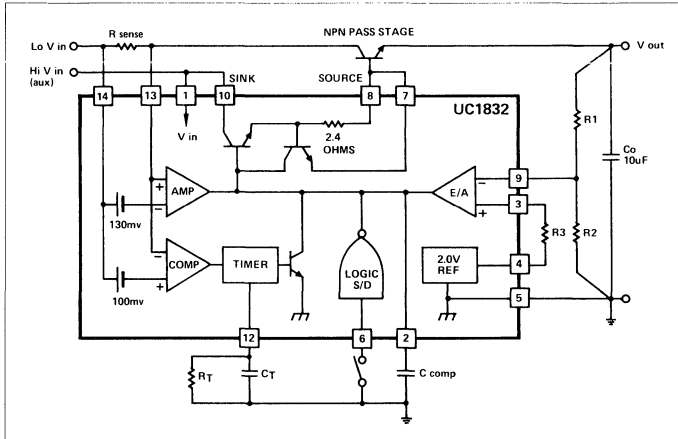 NPN PASS STAGE
Lo V in
R sense
V out
Hi V in
(aux)
SINK
SOURCE
14
13
1
10
8
7
UC1832
V in
2.4
OHMS
R1
Co
10uF
+
AMP
-
130mv
E/A
-
+
9
3
R3
R2
-
COMP
+
100mv
TIMER
LOGIC
S/D
2.0V
REF
4
5
12
6
2
RT
CT
C comp